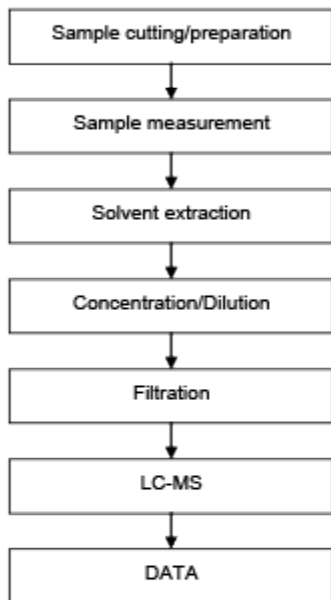 Sample cutting/preparation
Sample measurement
Solvent extraction
Concentration/Dilution
Filtration
LC-MS
DATA